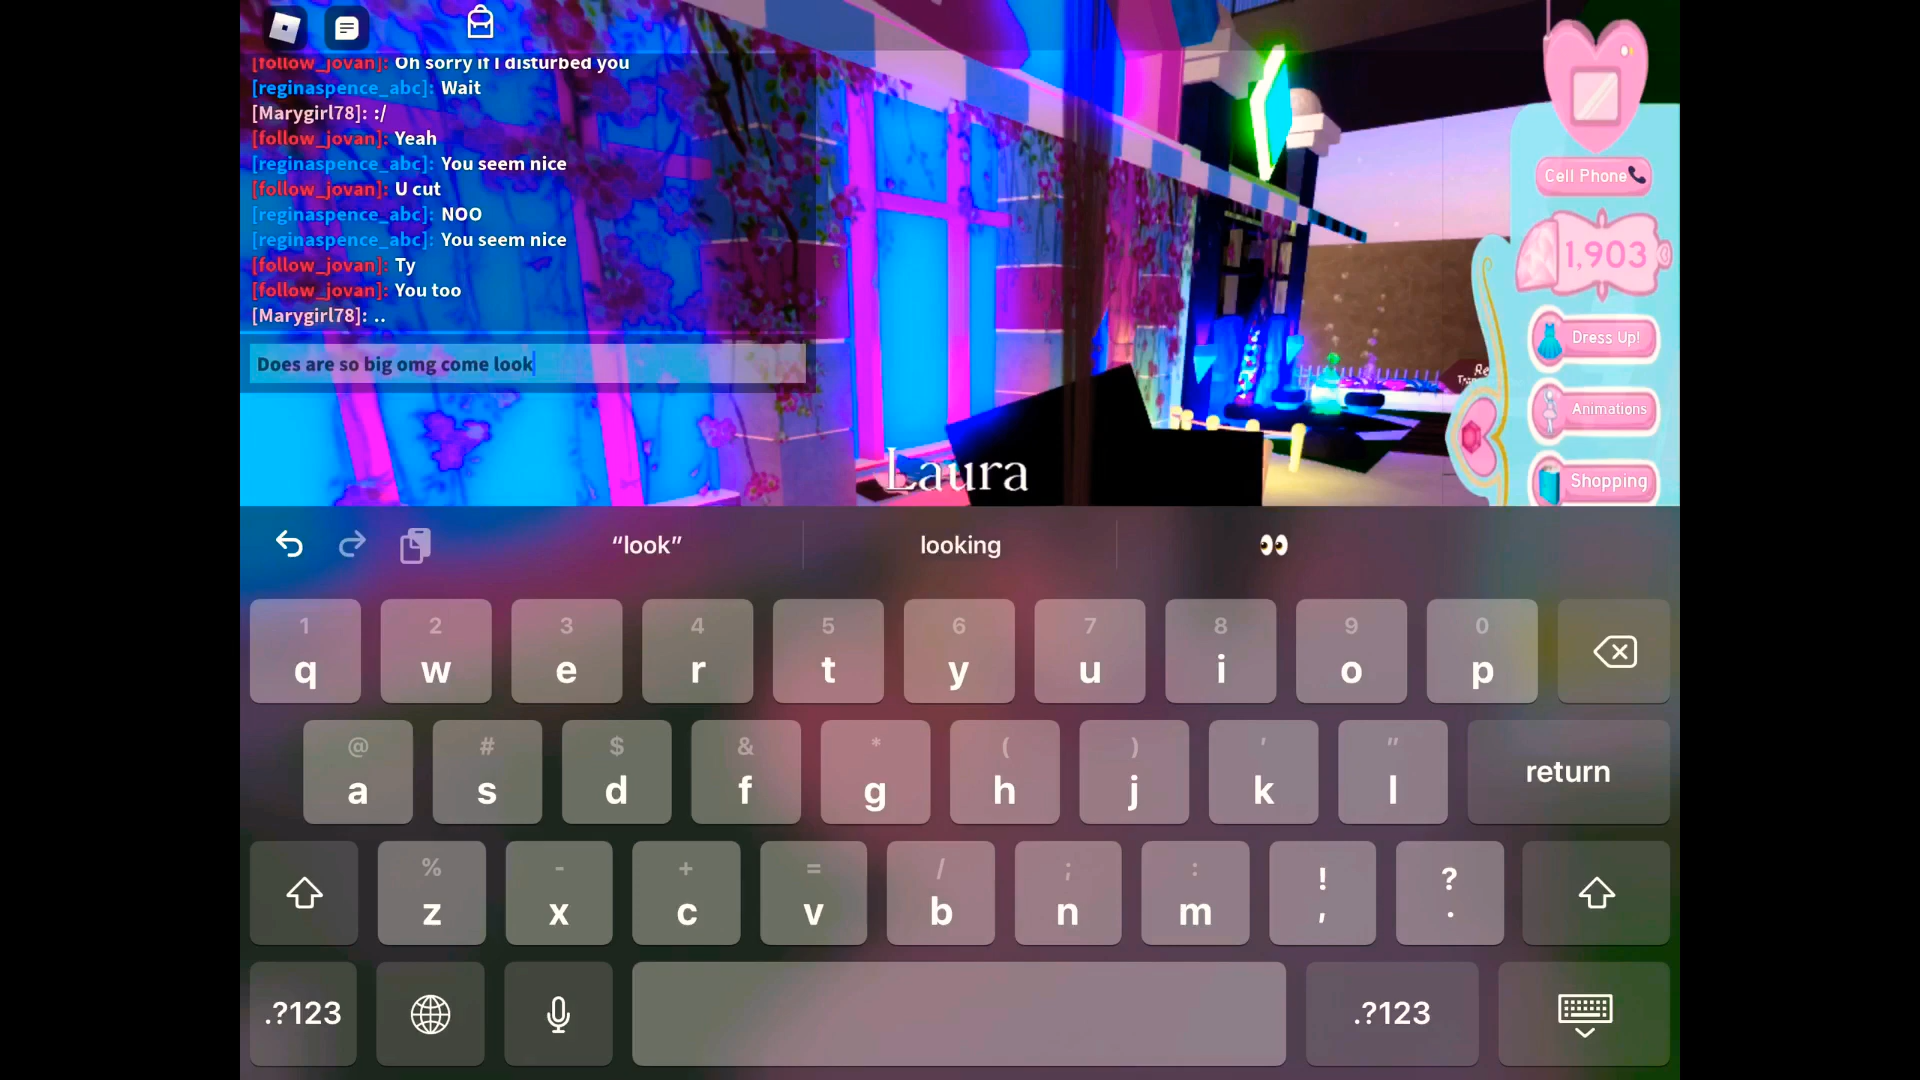 [follow_jovan]: Oh sorry if I disturbed you
[reginaspence_abc]: Wait
[Marygirl78]: :/
[follow_jovan]: Yeah
[reginaspence_abc]: You seem nice
[follow_jovan]: U cut
[reginaspence_abc]: NOO
[reginaspence_abc]: You seem nice
[follow_jovan]: Ty
[follow_jovan]: You too
[Marygirl78]: ..
Does are so big omg come look
Cell Phone
1,903
Dress Up!
Animations
Shopping
Laura
“look” looking
1 2 3 4 5 6 7 8 9 0
q w e r t y u i o p
@ # $ & * ( ) ' "
a s d f g h j k l return
% - + = / ; : ! ?
z x c v b n m , .
.?123 .?123